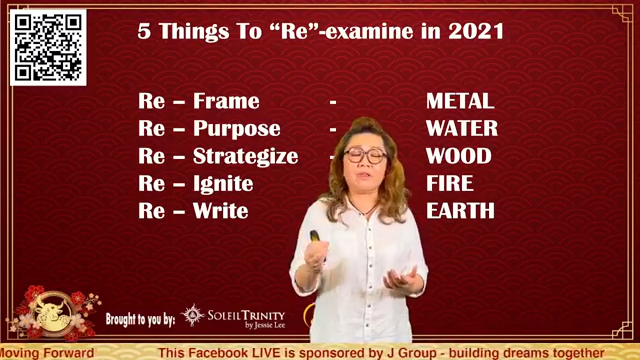 5 Things To “Re”-examine in 2021
Re – Frame - METAL
Re – Purpose - WATER
Re – Strategize - WOOD
Re – Ignite FIRE
Re – Write EARTH
Brought to you by: SOLEILTRINITY
by Jessie Lee
Moving Forward This Facebook LIVE is sponsored by J Group - building dreams together